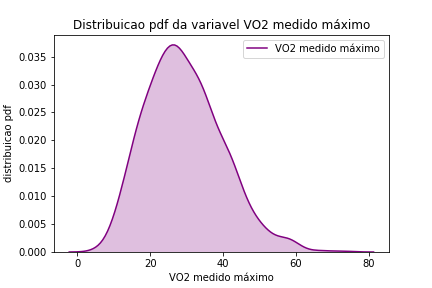 Distribuicao pdf da variavel VO2 medido máximo
VO2 medido máximo
distribuicao pdf
0.035
0.030
0.025
0.020
0.015
0.010
0.005
0.000
0 20 40 60 80
VO2 medido máximo